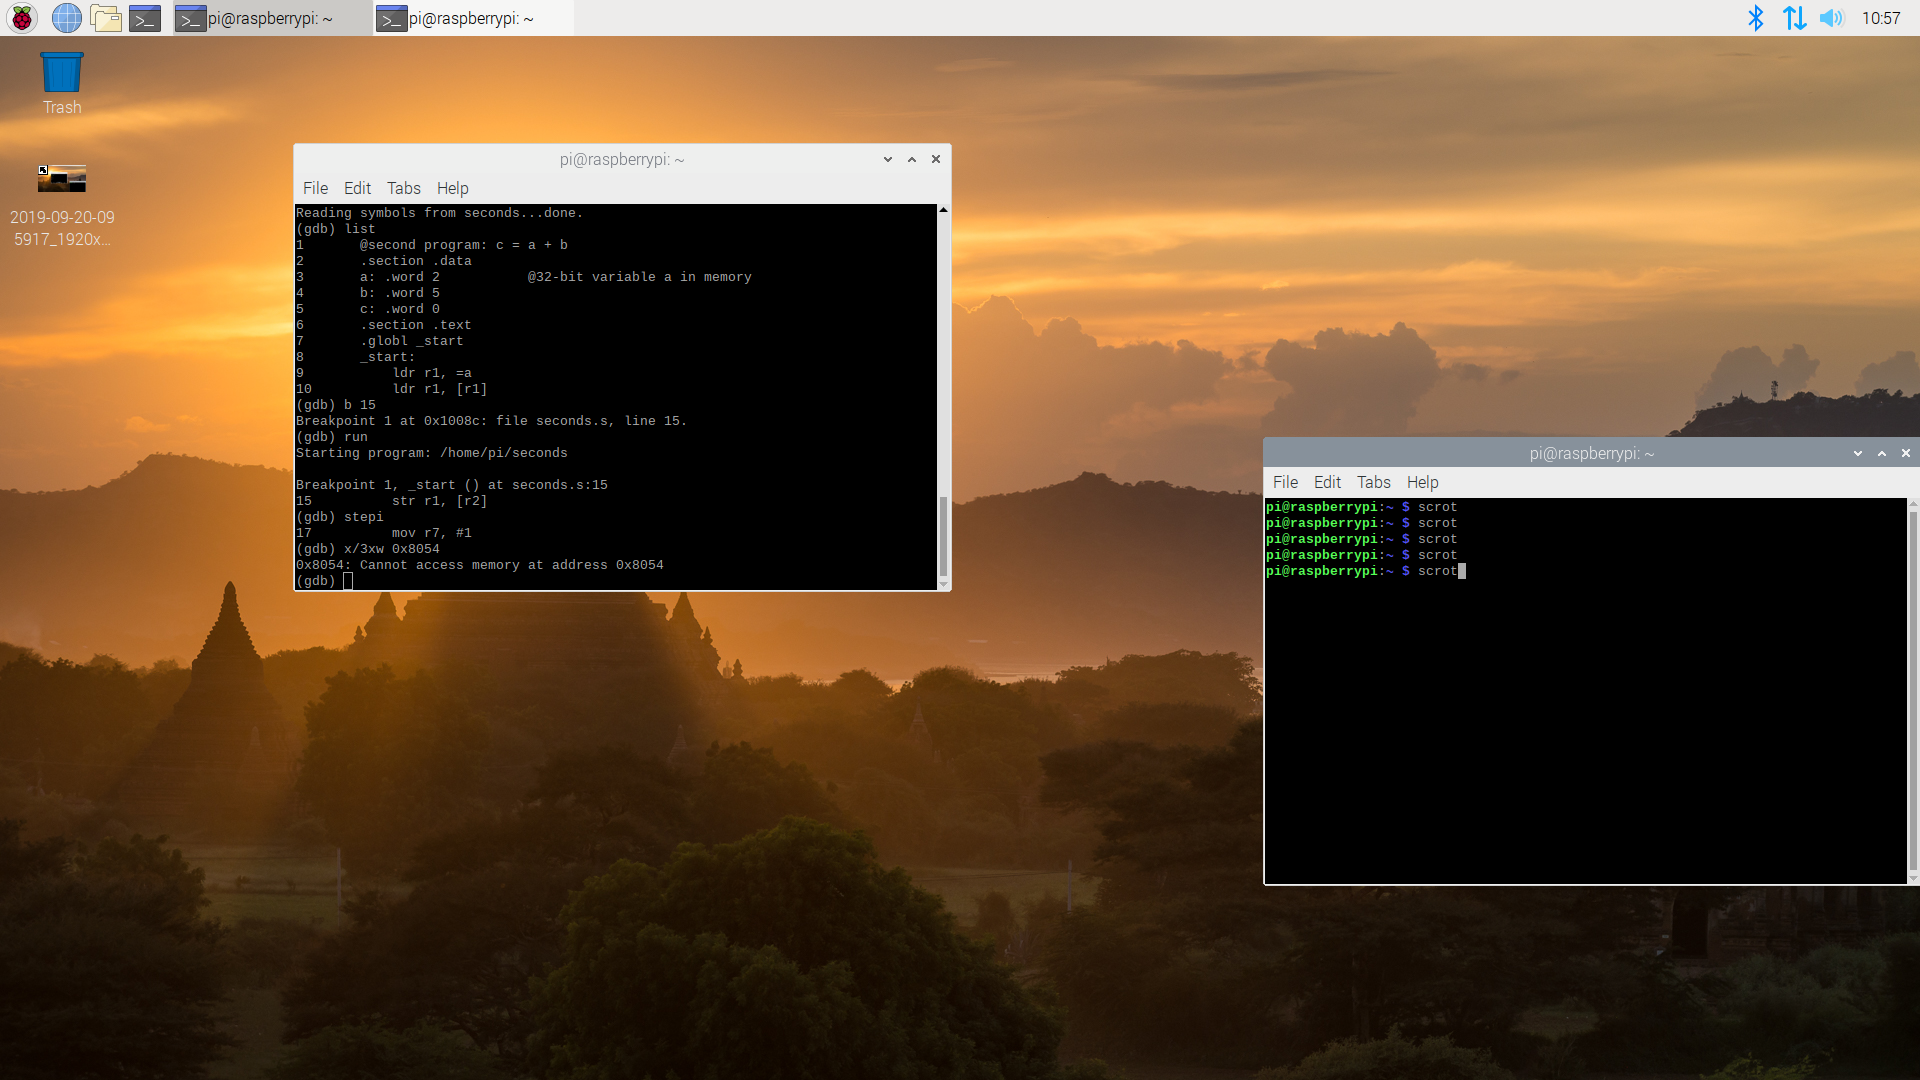 pi@raspberrypi: ~
pi@raspberrypi: ~
10:57
Trash
2019-09-20-09
5917_1920x...
pi@raspberrypi: ~
File Edit Tabs Help
Reading symbols from seconds...done.
(gdb) list
1       @second program: c = a + b
2       .section .data
3       a: .word 2           @32-bit variable a in memory
4       b: .word 5
5       c: .word 0
6       .section .text
7       .globl _start
8       _start:
9           ldr r1, =a
10          ldr r1, [r1]
(gdb) b 15
Breakpoint 1 at 0x1008c: file seconds.s, line 15.
(gdb) run
Starting program: /home/pi/seconds
Breakpoint 1, _start () at seconds.s:15
15          str r1, [r2]
(gdb) stepi
17          mov r7, #1
(gdb) x/3xw 0x8054
0x8054: Cannot access memory at address 0x8054
(gdb)
pi@raspberrypi: ~
File Edit Tabs Help
pi@raspberrypi:~ $ scrot
pi@raspberrypi:~ $ scrot
pi@raspberrypi:~ $ scrot
pi@raspberrypi:~ $ scrot
pi@raspberrypi:~ $ scrot